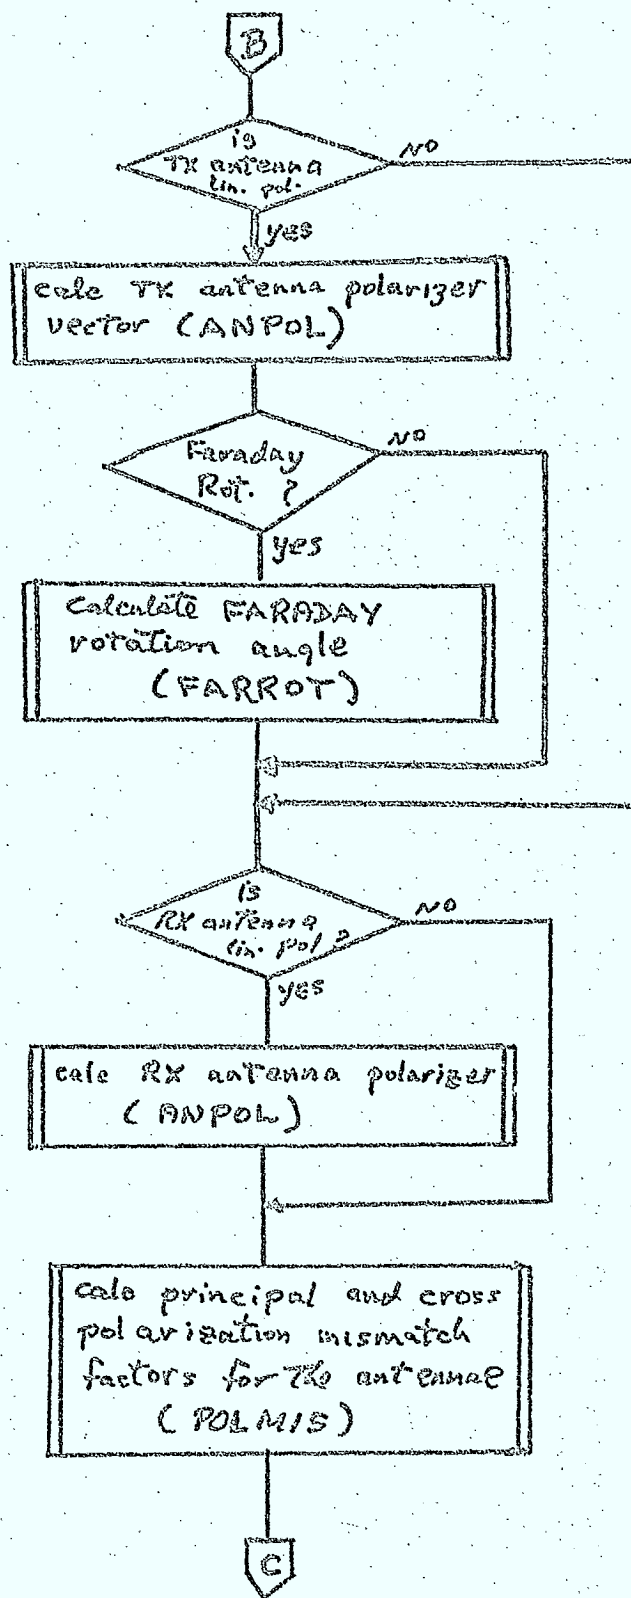 B
is
TX antenna
lin. pol.
NO
yes
calc TX antenna polarizer
vector (ANPOL)
Faraday
Rot. ?
NO
yes
Calculate FARADAY
rotation angle
(FARROT)
is
RX antenna
lin. pol ?
NO
yes
calc RX antenna polarizer
(ANPOL)
calc principal and cross
polarization mismatch
factors for the antennae
(POLMIS)
C